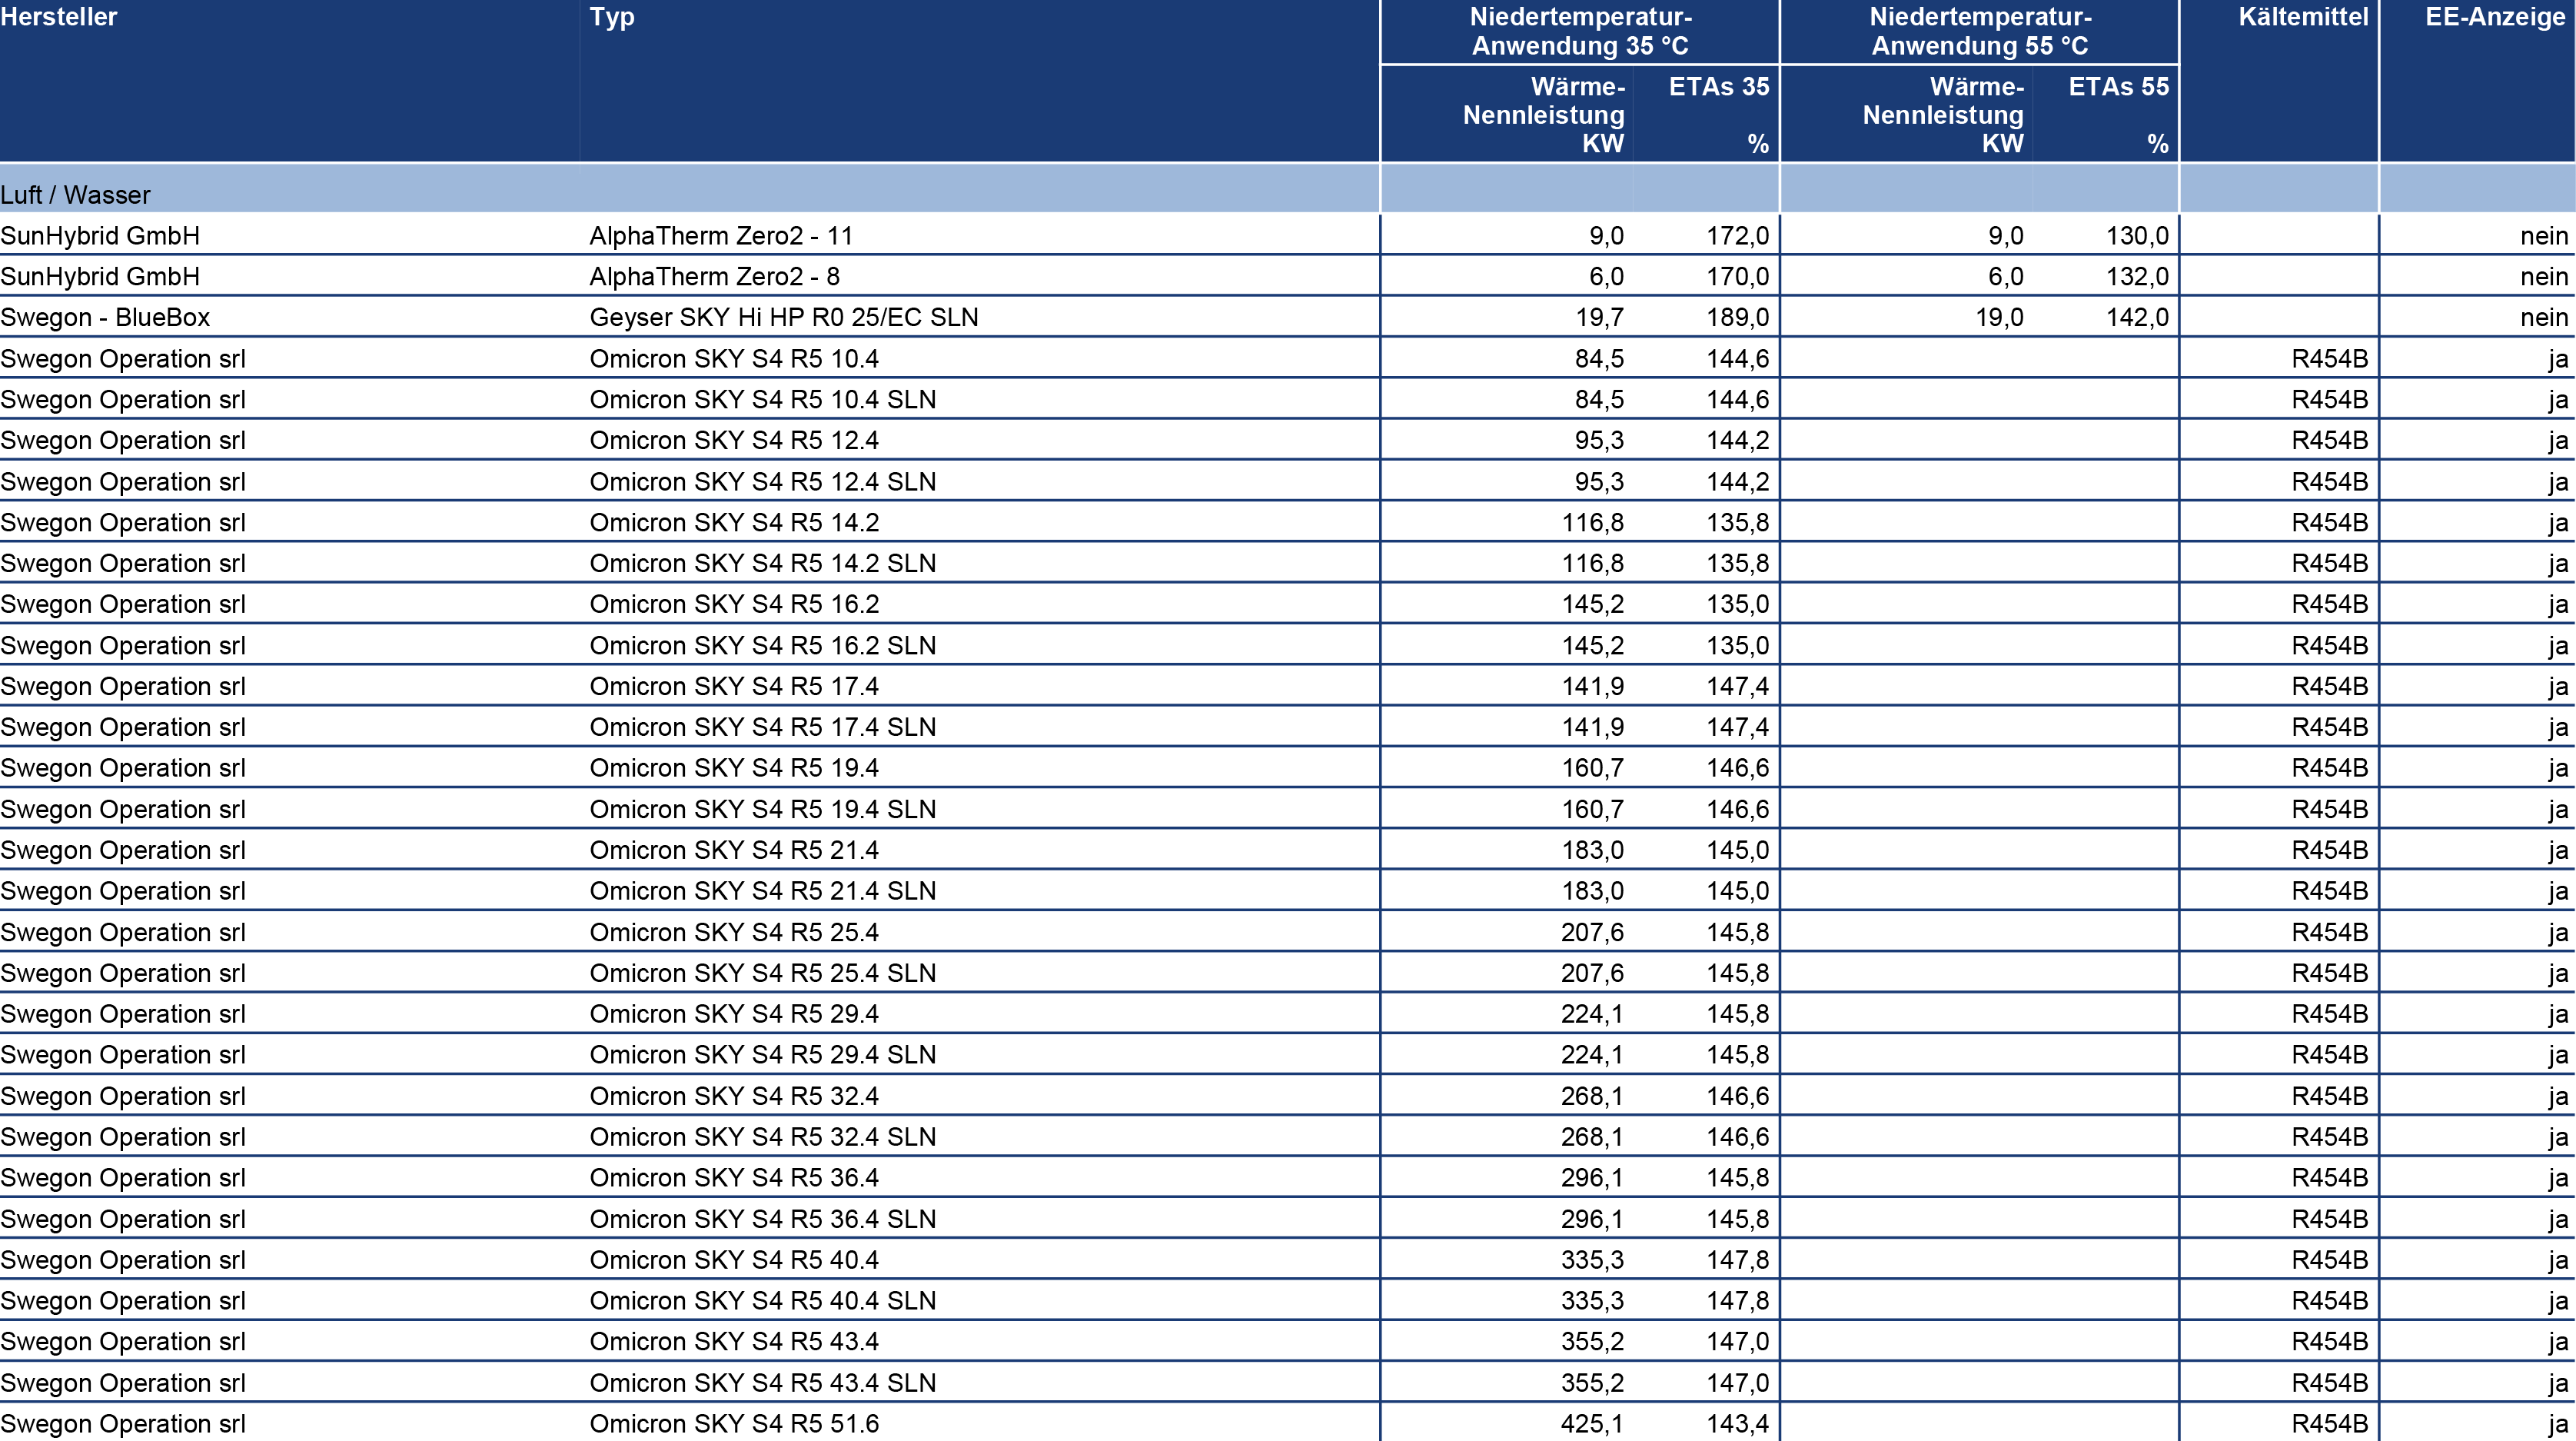 Hersteller Typ Niedertemperatur- Niedertemperatur- Kältemittel EE-Anzeige
Anwendung 35 °C Anwendung 55 °C
Wärme- ETAs 35 Wärme- ETAs 55
Nennleistung Nennleistung
KW % KW %
Luft / Wasser
SunHybrid GmbH AlphaTherm Zero2 - 11 9,0 172,0 9,0 130,0 nein
SunHybrid GmbH AlphaTherm Zero2 - 8 6,0 170,0 6,0 132,0 nein
Swegon - BlueBox Geyser SKY Hi HP R0 25/EC SLN 19,7 189,0 19,0 142,0 nein
Swegon Operation srl Omicron SKY S4 R5 10.4 84,5 144,6 R454B ja
Swegon Operation srl Omicron SKY S4 R5 10.4 SLN 84,5 144,6 R454B ja
Swegon Operation srl Omicron SKY S4 R5 12.4 95,3 144,2 R454B ja
Swegon Operation srl Omicron SKY S4 R5 12.4 SLN 95,3 144,2 R454B ja
Swegon Operation srl Omicron SKY S4 R5 14.2 116,8 135,8 R454B ja
Swegon Operation srl Omicron SKY S4 R5 14.2 SLN 116,8 135,8 R454B ja
Swegon Operation srl Omicron SKY S4 R5 16.2 145,2 135,0 R454B ja
Swegon Operation srl Omicron SKY S4 R5 16.2 SLN 145,2 135,0 R454B ja
Swegon Operation srl Omicron SKY S4 R5 17.4 141,9 147,4 R454B ja
Swegon Operation srl Omicron SKY S4 R5 17.4 SLN 141,9 147,4 R454B ja
Swegon Operation srl Omicron SKY S4 R5 19.4 160,7 146,6 R454B ja
Swegon Operation srl Omicron SKY S4 R5 19.4 SLN 160,7 146,6 R454B ja
Swegon Operation srl Omicron SKY S4 R5 21.4 183,0 145,0 R454B ja
Swegon Operation srl Omicron SKY S4 R5 21.4 SLN 183,0 145,0 R454B ja
Swegon Operation srl Omicron SKY S4 R5 25.4 207,6 145,8 R454B ja
Swegon Operation srl Omicron SKY S4 R5 25.4 SLN 207,6 145,8 R454B ja
Swegon Operation srl Omicron SKY S4 R5 29.4 224,1 145,8 R454B ja
Swegon Operation srl Omicron SKY S4 R5 29.4 SLN 224,1 145,8 R454B ja
Swegon Operation srl Omicron SKY S4 R5 32.4 268,1 146,6 R454B ja
Swegon Operation srl Omicron SKY S4 R5 32.4 SLN 268,1 146,6 R454B ja
Swegon Operation srl Omicron SKY S4 R5 36.4 296,1 145,8 R454B ja
Swegon Operation srl Omicron SKY S4 R5 36.4 SLN 296,1 145,8 R454B ja
Swegon Operation srl Omicron SKY S4 R5 40.4 335,3 147,8 R454B ja
Swegon Operation srl Omicron SKY S4 R5 40.4 SLN 335,3 147,8 R454B ja
Swegon Operation srl Omicron SKY S4 R5 43.4 355,2 147,0 R454B ja
Swegon Operation srl Omicron SKY S4 R5 43.4 SLN 355,2 147,0 R454B ja
Swegon Operation srl Omicron SKY S4 R5 51.6 425,1 143,4 R454B ja